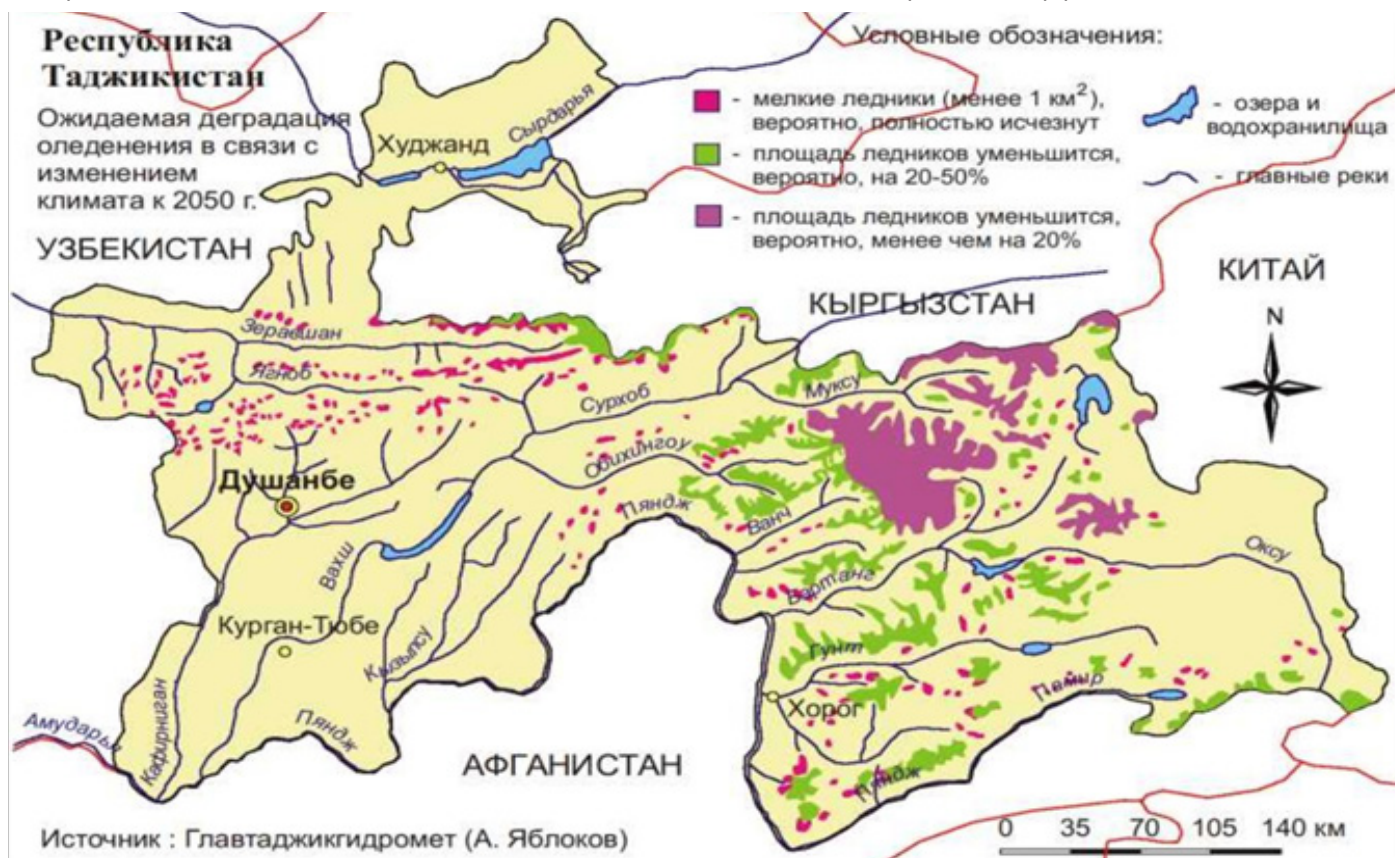 Республика
Таджикистан
Ожидаемая деградация
оледенения в связи с
изменением
климата к 2050 г.
Условные обозначения:
- мелкие ледники (менее 1 км²),
вероятно, полностью исчезнут
- площадь ледников уменьшится,
вероятно, на 20-50%
- площадь ледников уменьшится,
вероятно, менее чем на 20%
- озера и
водохранилища
- главные реки
УЗБЕКИСТАН
КЫРГЫЗСТАН
КИТАЙ
N
Худжанд
Сырдарья
Зеравшан
Ягноб
Сурхоб
Муксу
Обихингоу
Душанбе
Пяндж
Ванч
Вахш
Бартанг
Оксу
Курган-Тюбе
Кызылсу
Гунт
Памир
Хорог
Кафирниган
Пяндж
Амударья
АФГАНИСТАН
Пяндж
Источник : Главтаджикгидромет (А. Яблоков)
0 35 70 105 140 км